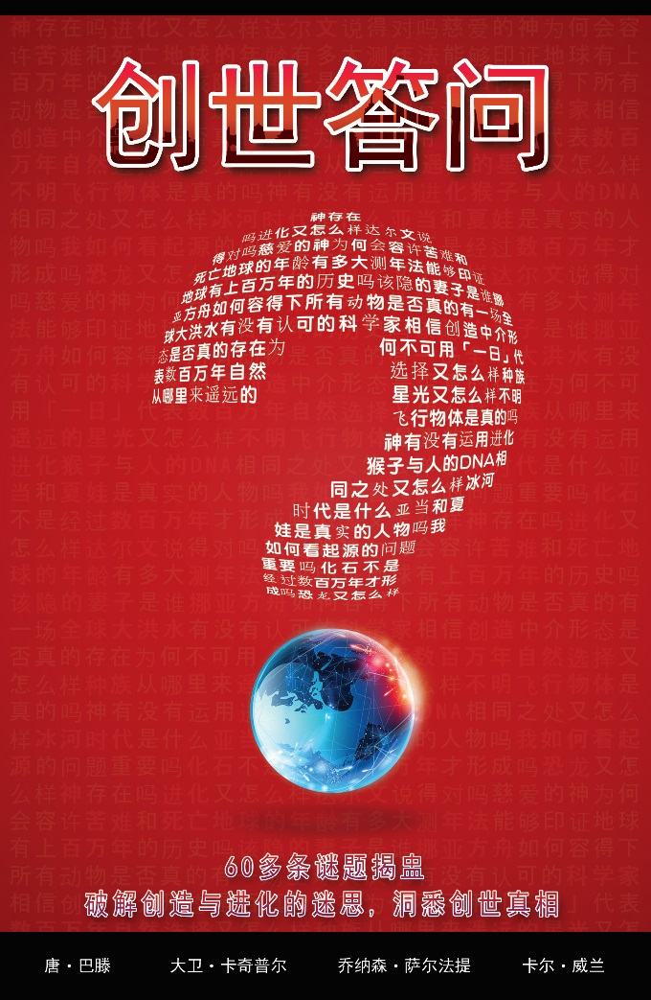 创世答问
神存在
吗进化又怎么样达尔文说
得对吗慈爱的神为何会容许苦难和
死亡地球的年龄有多大测年法能够印证
地球有上百万年的历史吗该隐的妻子是谁挪
亚方舟如何容得下所有动物是否真的有一场全
球大洪水有没有认可的科学家相信创造中介形
态是否真的存在为 何不可用「一日」代
表数百万年自然 选择又怎么样种族
从哪里来遥远的 星光又怎么样不明
飞行物体是真的吗
神有没有运用进化
猴子与人的DNA相
同之处又怎么样冰河
时代是什么亚当和夏
娃是真实的人物吗我
如何看起源的问题
重要吗化石不是
经过数百万年才形
成吗恐龙又怎么样
60多条谜题揭盅
破解创造与进化的迷思，洞悉创世真相
唐·巴滕 大卫·卡奇普尔 乔纳森·萨尔法提 卡尔·威兰